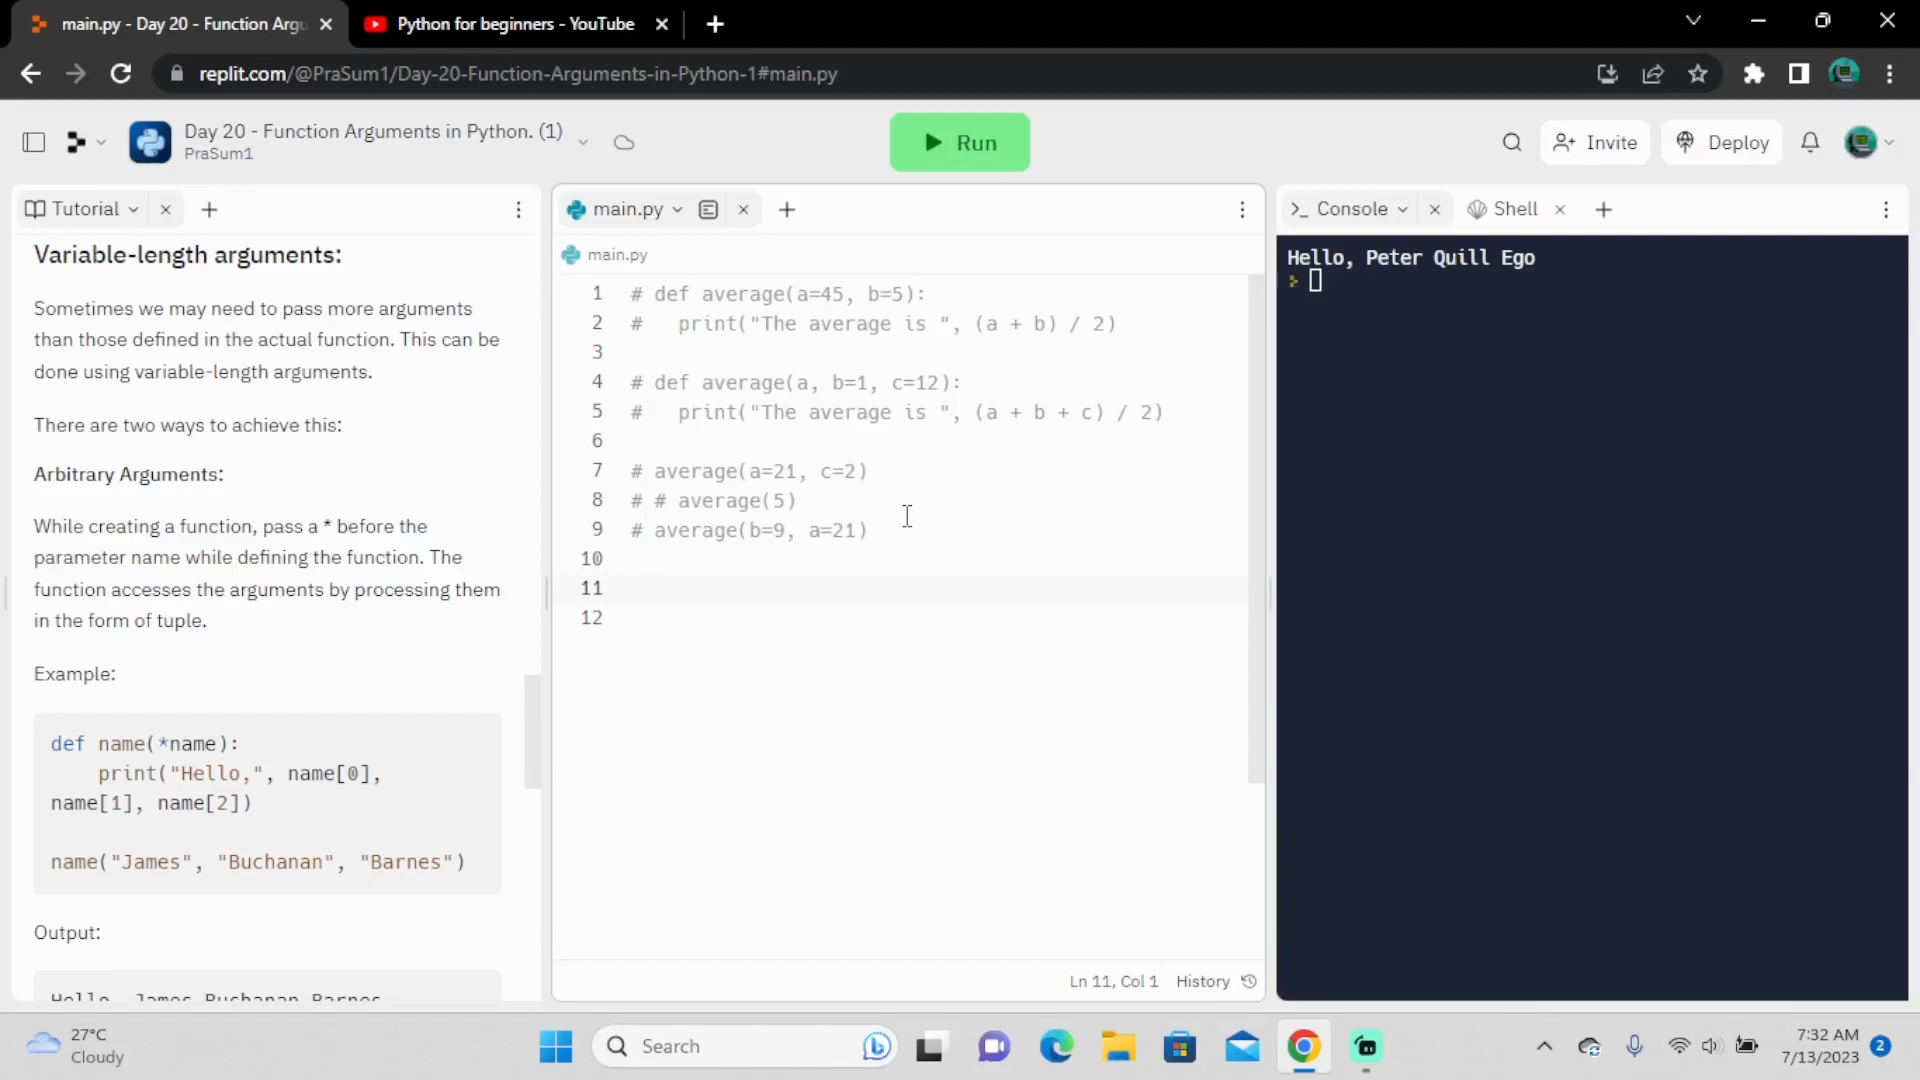 main.py - Day 20 - Function Argu
Python for beginners - YouTube
replit.com/@PraSum1/Day-20-Function-Arguments-in-Python-1#main.py
Day 20 - Function Arguments in Python. (1)
PraSum1
Run
Invite
Deploy
Tutorial
main.py
Console
Shell
Variable-length arguments:
Sometimes we may need to pass more arguments
than those defined in the actual function. This can be
done using variable-length arguments.
There are two ways to achieve this:
Arbitrary Arguments:
While creating a function, pass a * before the
parameter name while defining the function. The
function accesses the arguments by processing them
in the form of tuple.
Example:
def name(*name):
    print("Hello,", name[0],
name[1], name[2])
name("James", "Buchanan", "Barnes")
Output:
Hello, James Buchanan Barnes
main.py
1 # def average(a=45, b=5):
2 #   print("The average is ", (a + b) / 2)
3
4 # def average(a, b=1, c=12):
5 #   print("The average is ", (a + b + c) / 2)
6
7 # average(a=21, c=2)
8 # # average(5)
9 # average(b=9, a=21)
10
11
12
Ln 11, Col 1 History
Hello, Peter Quill Ego
27°C
Cloudy
Search
7:32 AM
7/13/2023
2